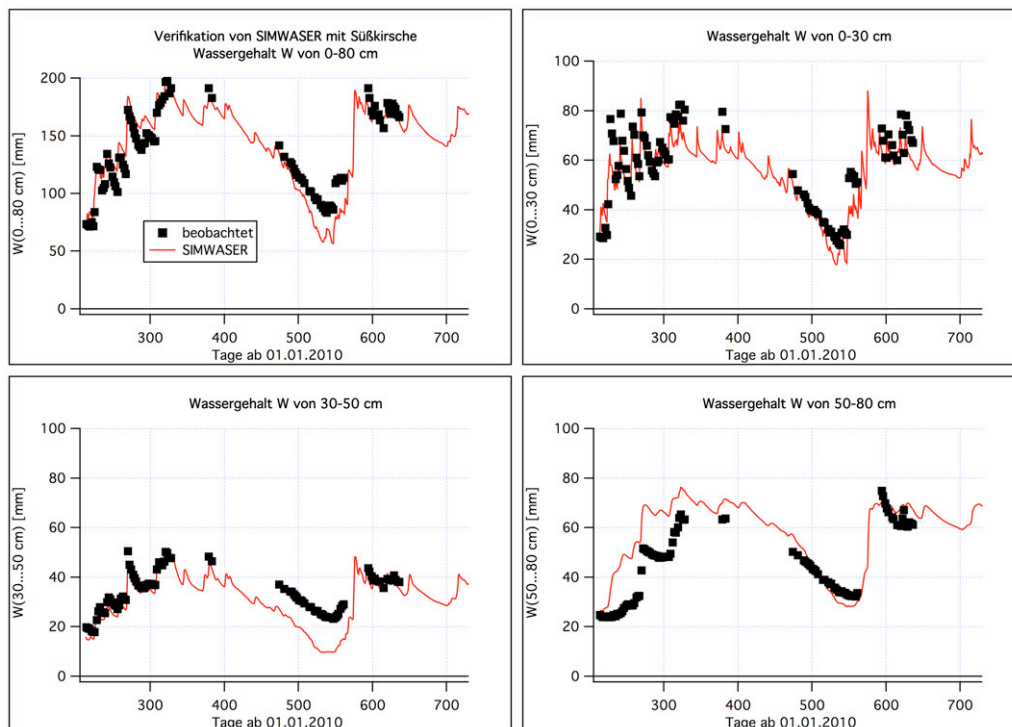 Verifikation von SIMWASER mit Süßkirsche
Wassergehalt W von 0-80 cm
W(0...80 cm) [mm]
200
150
100
50
0
beobachtet
SIMWASER
300
400
500
600
700
Tage ab 01.01.2010
Wassergehalt W von 0-30 cm
W(0...30 cm) [mm]
100
80
60
40
20
0
300
400
500
600
700
Tage ab 01.01.2010
Wassergehalt W von 30-50 cm
W(30...50 cm) [mm]
100
80
60
40
20
0
300
400
500
600
700
Tage ab 01.01.2010
Wassergehalt W von 50-80 cm
W(50...80 cm) [mm]
100
80
60
40
20
0
300
400
500
600
700
Tage ab 01.01.2010